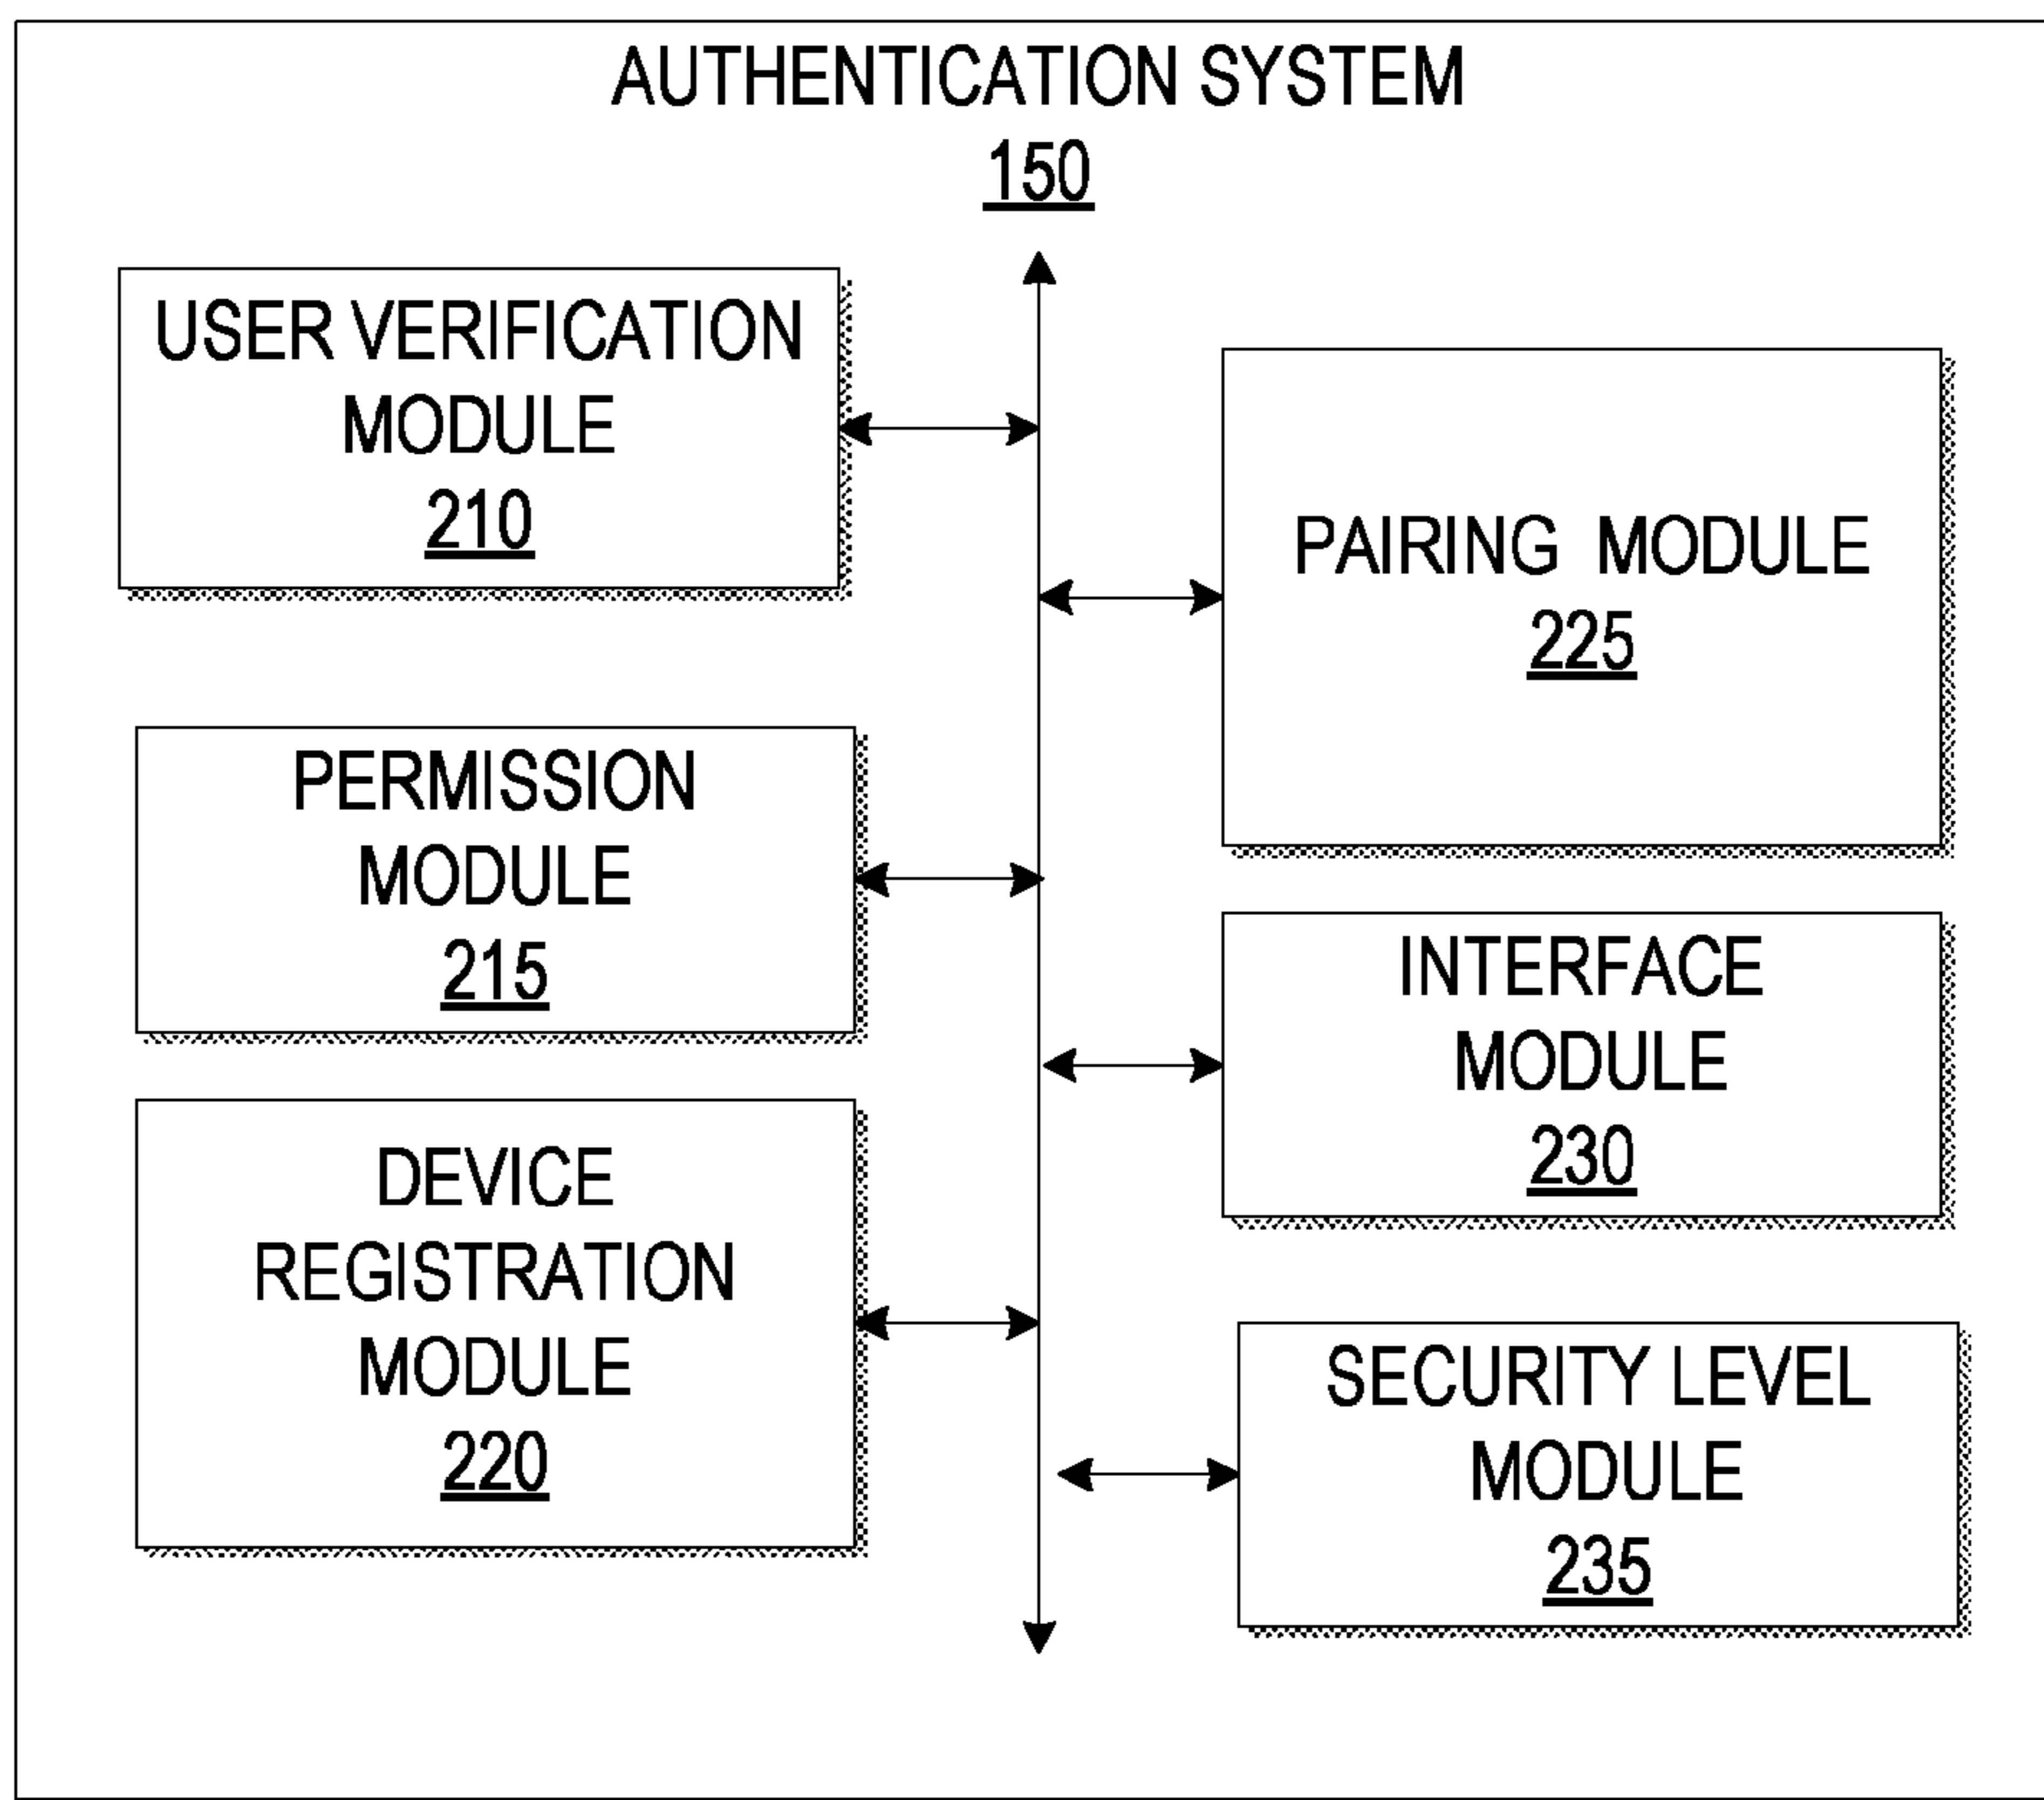 AUTHENTICATION SYSTEM
150
USER VERIFICATION
MODULE
210
PERMISSION
MODULE
215
DEVICE
REGISTRATION
MODULE
220
PAIRING MODULE
225
INTERFACE
MODULE
230
SECURITY LEVEL
MODULE
235